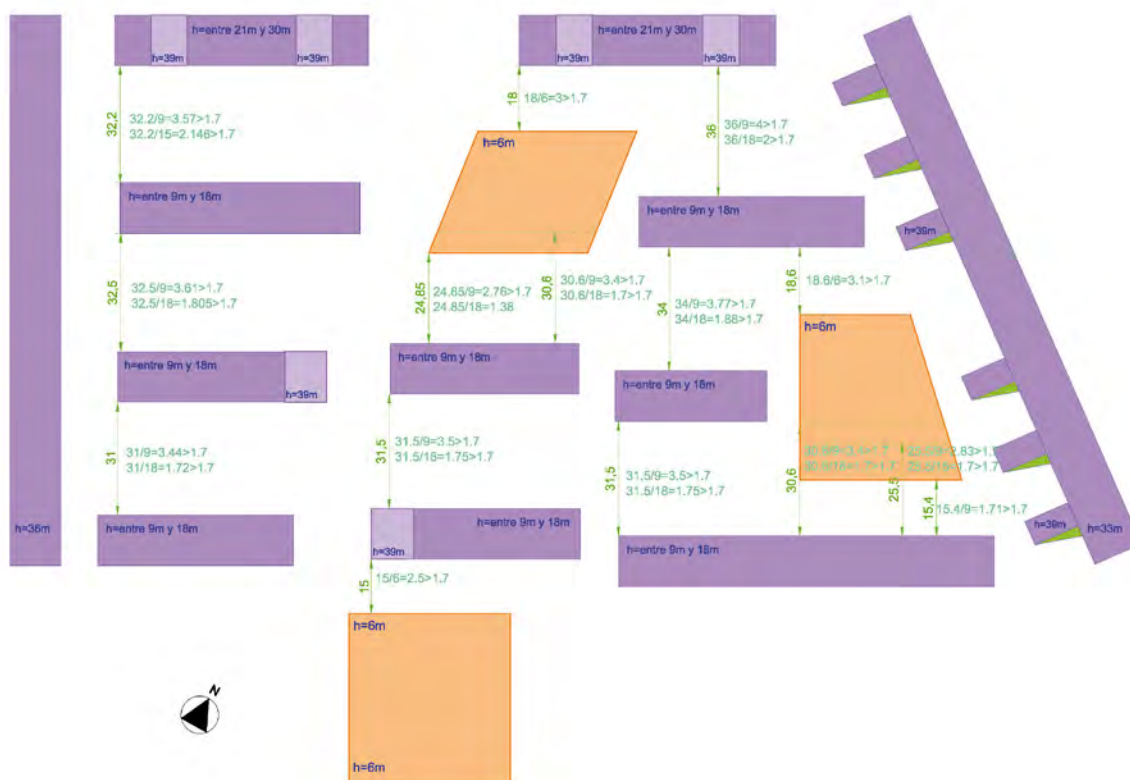 h=entre 21m y 30m
h=39m
h=39m
h=entre 21m y 30m
h=39m
h=39m
32,2
32.2/9=3.57>1.7
32.2/15=2.146>1.7
18
18/6=3>1.7
36
36/9=4>1.7
36/18=2>1.7
h=6m
h=entre 9m y 18m
h=entre 9m y 18m
h=39m
32,5
32.5/9=3.61>1.7
32.5/18=1.805>1.7
24,85
24.85/9=2.76>1.7
24.85/18=1.38
30,6
30.6/9=3.4>1.7
30.6/18=1.7>1.7
34
34/9=3.77>1.7
34/18=1.88>1.7
18,6
18.6/6=3.1>1.7
h=6m
h=entre 9m y 18m
h=39m
h=entre 9m y 18m
h=entre 9m y 18m
31
31/9=3.44>1.7
31/18=1.72>1.7
31,5
31.5/9=3.5>1.7
31.5/18=1.75>1.7
31,5
31.5/9=3.5>1.7
31.5/18=1.75>1.7
30,6
25,5
15,4
15.4/9=1.71>1.7
h=36m
h=entre 9m y 18m
h=39m
h=entre 9m y 18m
h=entre 9m y 18m
h=39m
h=33m
15
15/6=2.5>1.7
h=6m
h=6m
N